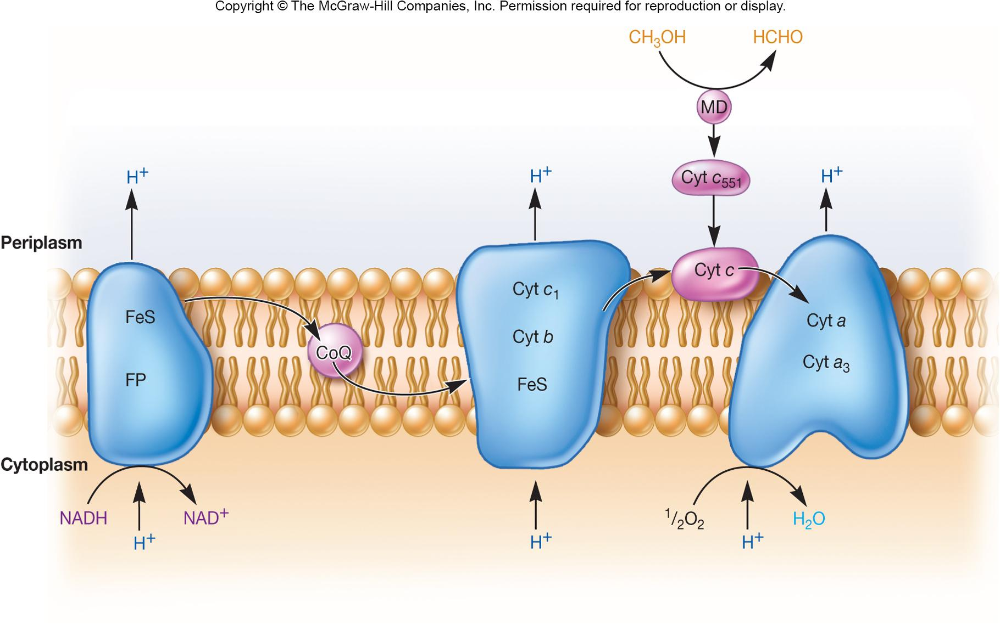 Copyright © The McGraw-Hill Companies, Inc. Permission required for reproduction or display.
CH₃OH HCHO
MD
Cyt c₅₅₁
H⁺ H⁺ H⁺
Periplasm
Cyt c
Cyt c₁
FeS Cyt a
CoQ Cyt b
Cyt a₃
FP FeS
Cytoplasm
NADH NAD⁺ ¹/₂O₂ H₂O
H⁺ H⁺ H⁺